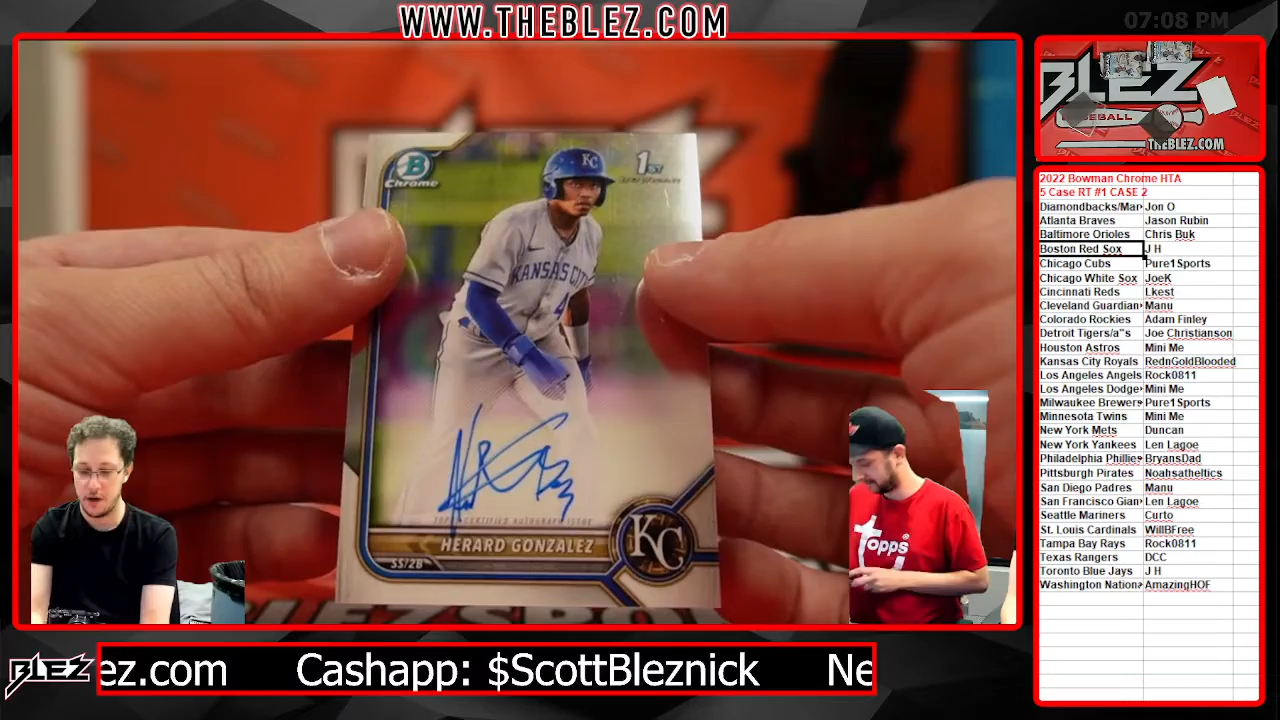 WWW.THEBLEZ.COM
07:08 PM
BLEZ
BASEBALL
THEBLEZ.COM
B
Chrome
1ST
KC
KANSAS CITY
4
TOPPS CERTIFIED AUTOGRAPH ISSUE
HERARD GONZALEZ
SS/2B
KC
topps
2022 Bowman Chrome HTA
5 Case RT #1 CASE 2
Diamondbacks/Mar Jon O
Atlanta Braves Jason Rubin
Baltimore Orioles Chris Buk
Boston Red Sox J H
Chicago Cubs Pure1Sports
Chicago White Sox JoeK
Cincinnati Reds Lkest
Cleveland Guardian Manu
Colorado Rockies Adam Finley
Detroit Tigers/a"s Joe Christianson
Houston Astros Mini Me
Kansas City Royals RednGoldBlooded
Los Angeles Angels Rock0811
Los Angeles Dodge Mini Me
Milwaukee Brewers Pure1Sports
Minnesota Twins Mini Me
New York Mets Duncan
New York Yankees Len Lagoe
Philadelphia Phillies BryansDad
Pittsburgh Pirates Noahsatheltics
San Diego Padres Manu
San Francisco Gian Len Lagoe
Seattle Mariners Curto
St. Louis Cardinals WillBFree
Tampa Bay Rays Rock0811
Texas Rangers DCC
Toronto Blue Jays J H
Washington Nationa AmazingHOF
BLEZ
ez.com Cashapp: $ScottBleznick Ne